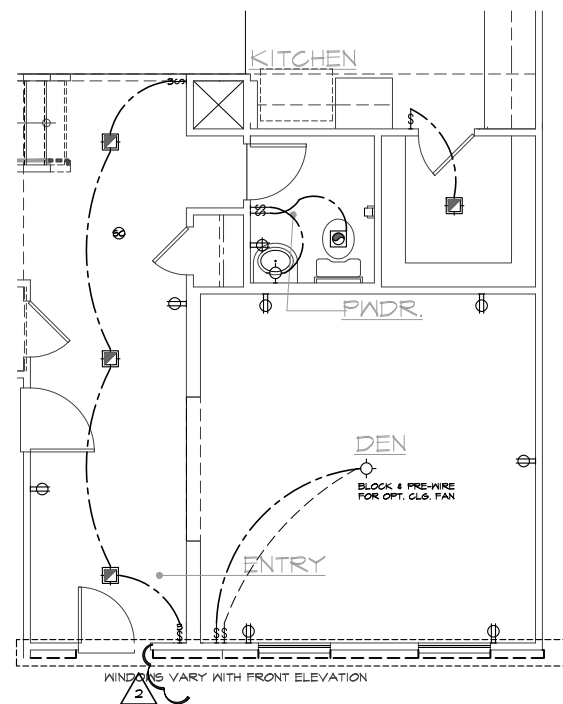 KITCHEN
PWDR.
DEN
BLOCK & PRE-WIRE
FOR OPT. CLG. FAN
ENTRY
WINDOWS VARY WITH FRONT ELEVATION
2